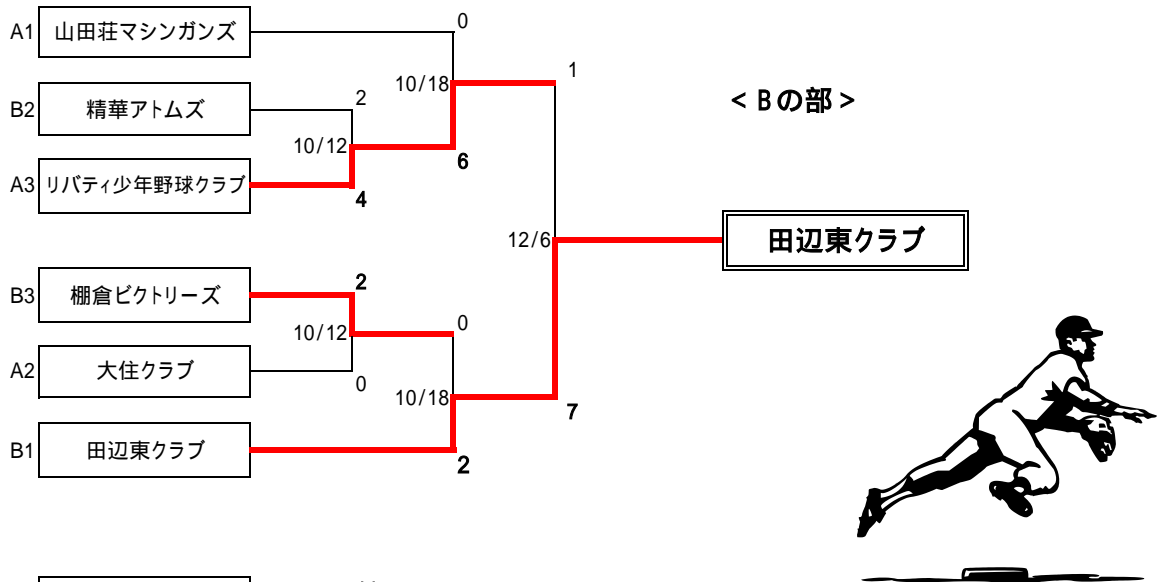 A1 山田荘マシンガンズ 0
10/18 1
B2 精華アトムズ 2
<Bの部>
10/12 6
A3 リバティ少年野球クラブ 4
12/6 田辺東クラブ
B3 棚倉ビクトリーズ 2
10/12 0
A2 大住クラブ 0
10/18 7
B1 田辺東クラブ 2